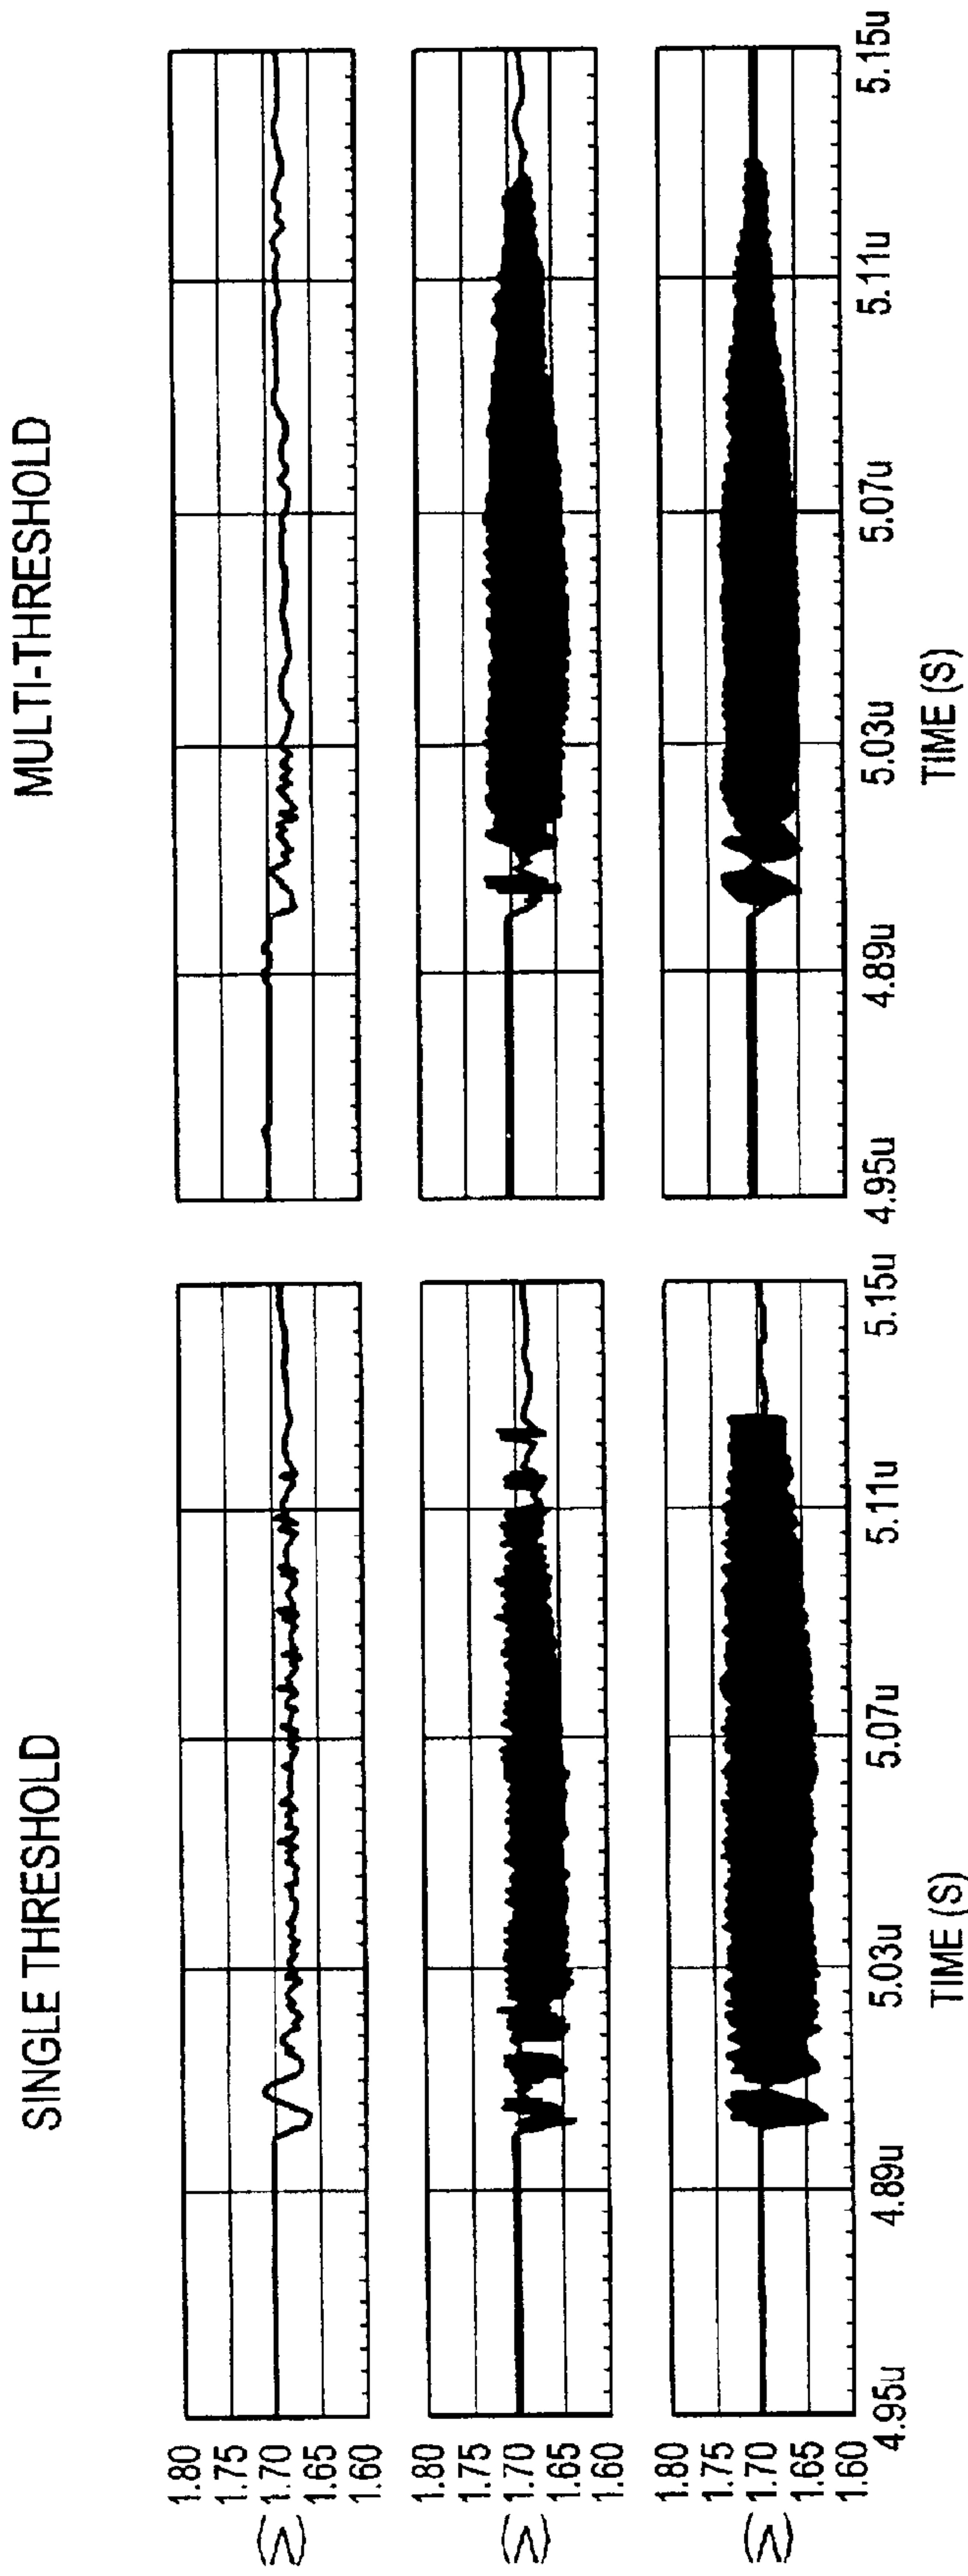 SINGLE THRESHOLD
MULTI-THRESHOLD
1.80
1.75
1.70
1.65
1.60
(V)
1.80
1.75
1.70
1.65
1.60
(V)
1.80
1.75
1.70
1.65
1.60
(V)
4.95u
4.89u
5.03u
5.07u
5.11u
5.15u
TIME (S)
4.95u
4.89u
5.03u
5.07u
5.11u
5.15u
TIME (S)